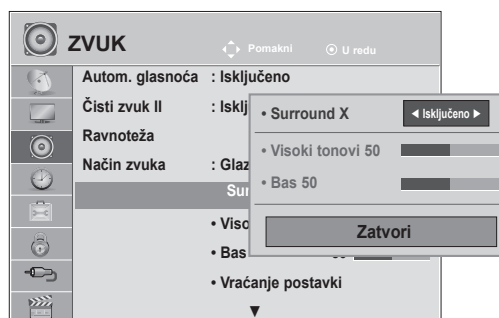 ZVUK
Pomakni U redu
Autom. glasnoća : Isključeno
Čisti zvuk II : Isklj
Ravnoteža
Način zvuka : Glaz
Sur
• Viso
• Bas
• Vraćanje postavki
▼
• Surround X ◄ Isključeno ►
• Visoki tonovi 50
• Bas 50
Zatvori